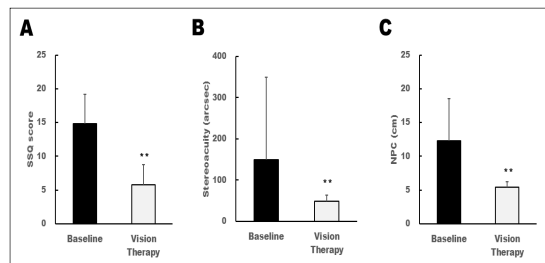 A
SSQ score
25
20
15
10
5
0
**
Baseline
Vision
Therapy
B
Stereoacuity (arcsec)
400
300
200
100
0
**
Baseline
Vision
Therapy
C
NPC (cm)
25
20
15
10
5
0
**
Baseline
Vision
Therapy